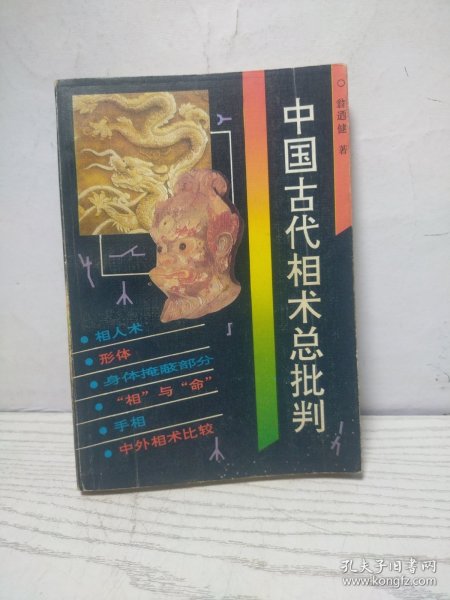 翁遒健 著
中国古代相术总批判
相人术
形体
身体掩蔽部分
“相”与“命”
手相
中外相术比较
孔夫子旧书网
www.kongfz.com